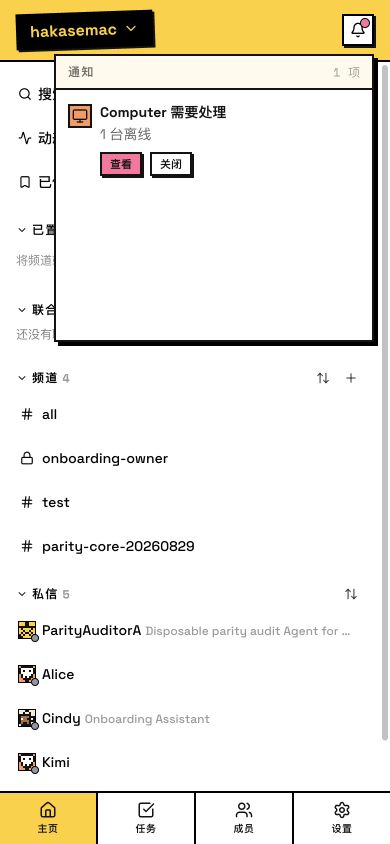 hakasemac
通知 1 项
Computer 需要处理
1 台离线
查看 关闭
搜
动
已
已置
将频道
联合
还没有
频道 4
# all
onboarding-owner
# test
# parity-core-20260829
私信 5
ParityAuditorA Disposable parity audit Agent for ...
Alice
Cindy Onboarding Assistant
Kimi
主页 任务 成员 设置